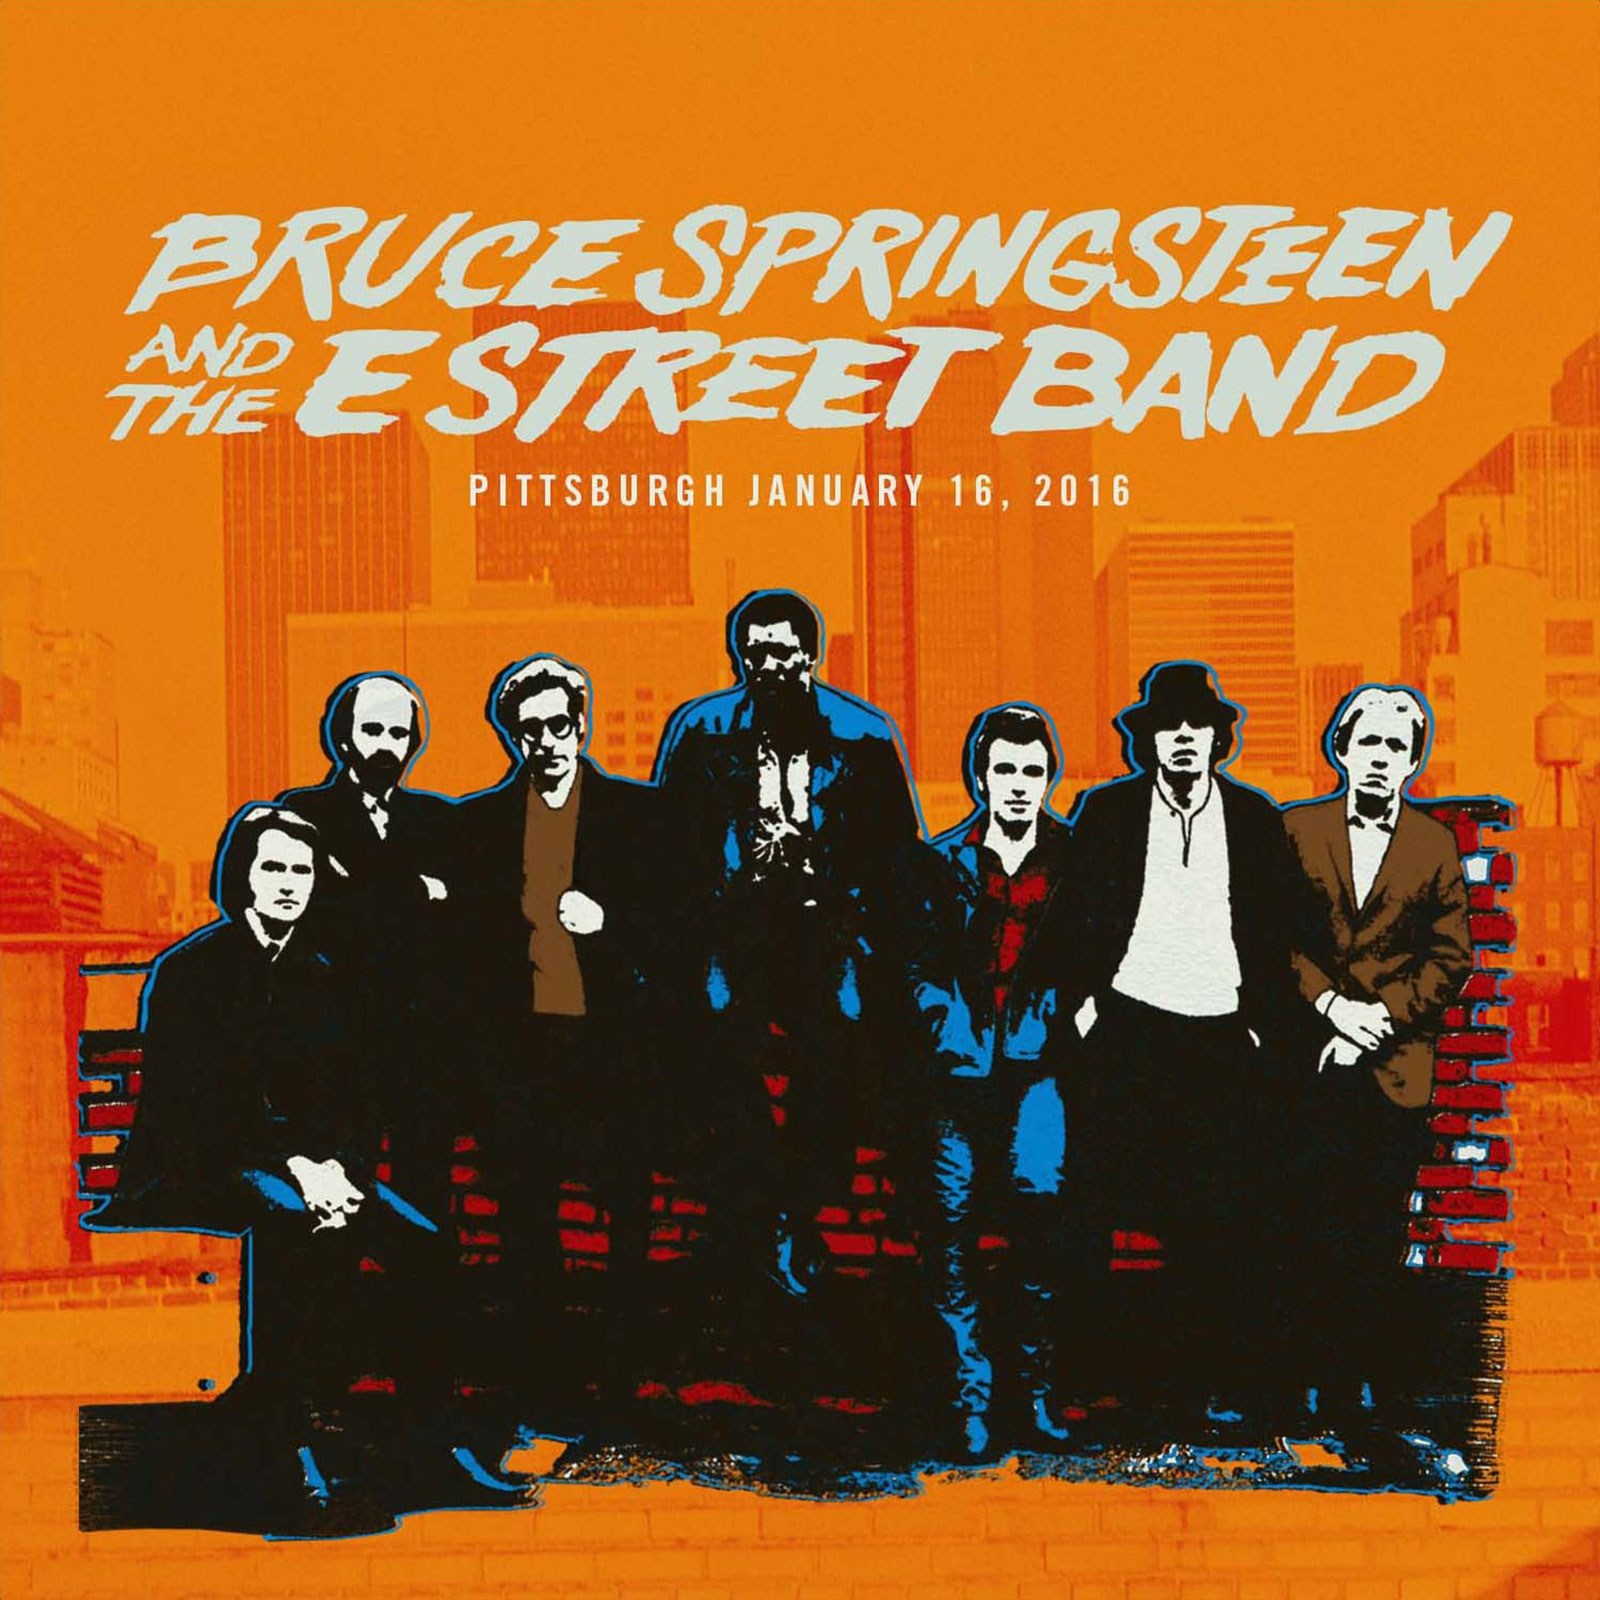 BRUCE SPRINGSTEEN
AND THE E STREET BAND
PITTSBURGH JANUARY 16, 2016